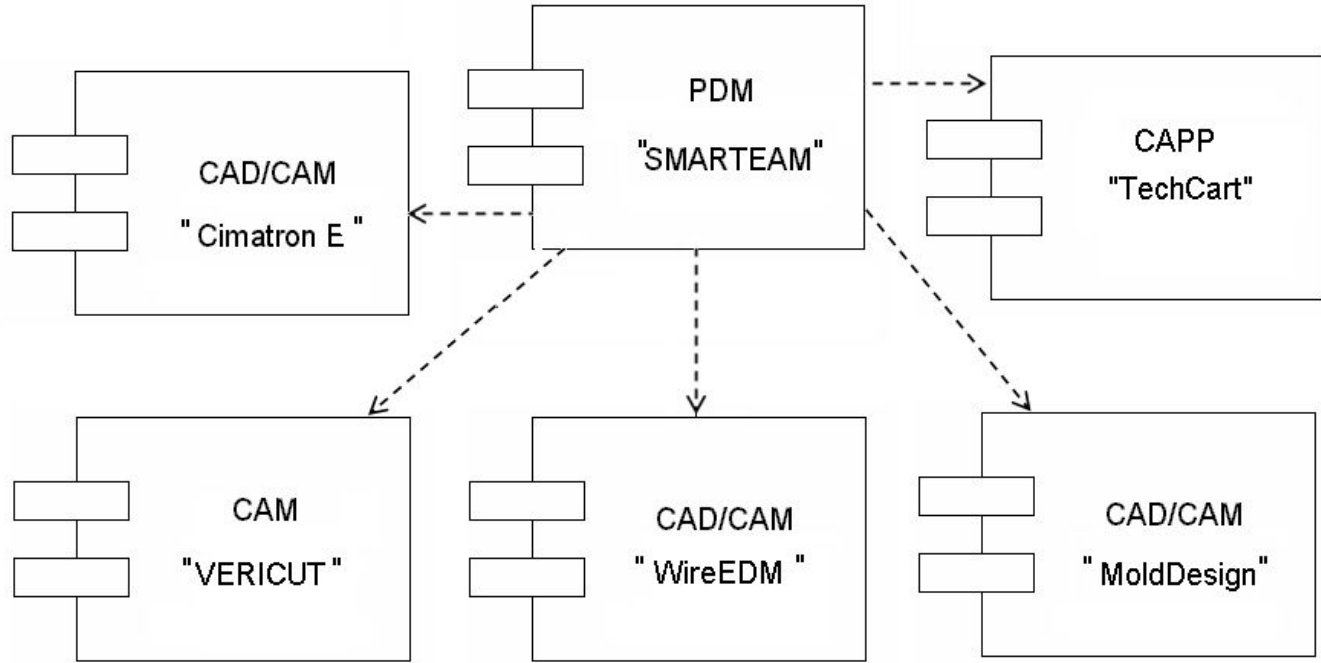 PDM
"SMARTEAM"
CAD/CAM
" Cimatron E "
CAPP
"TechCart"
CAM
"VERICUT "
CAD/CAM
" WireEDM "
CAD/CAM
" MoldDesign"